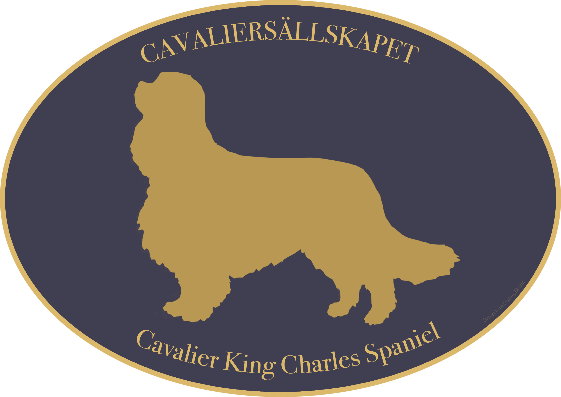 CAVALIERSÄLLSKAPET
Cavalier King Charles Spaniel